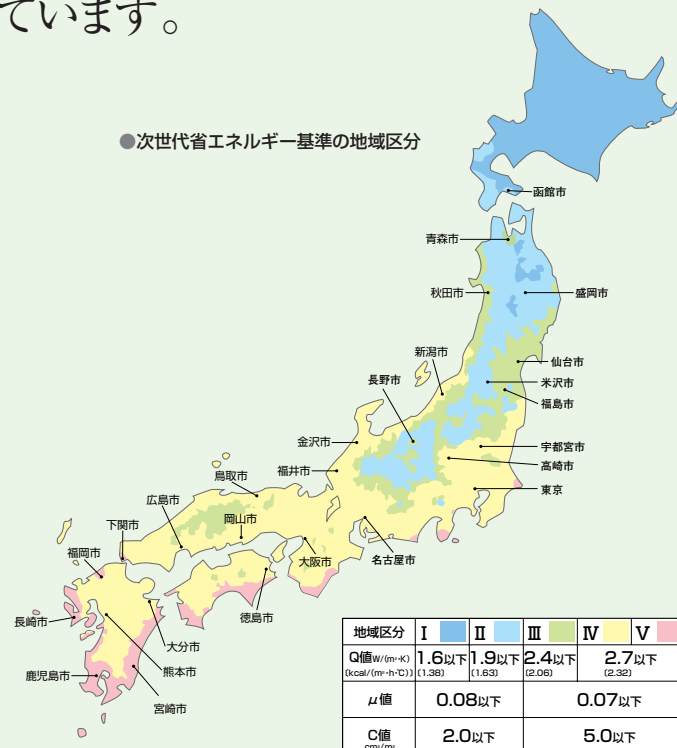 ています。
●次世代省エネルギー基準の地域区分
函館市
青森市
秋田市
盛岡市
新潟市
仙台市
長野市
米沢市
福島市
金沢市
宇都宮市
福井市
高崎市
鳥取市
東京
広島市
岡山市
下関市
福岡市
大阪市
名古屋市
徳島市
長崎市
大分市
鹿児島市
熊本市
宮崎市
地域区分 Ⅰ Ⅱ Ⅲ Ⅳ Ⅴ
Q値W/(m²·K) 1.6以下 1.9以下 2.4以下 2.7以下
[kcal/(m²·h·℃)] [1.38] [1.63] [2.06] [2.32]
μ値 0.08以下 0.07以下
C値 2.0以下 5.0以下
cm²/m²